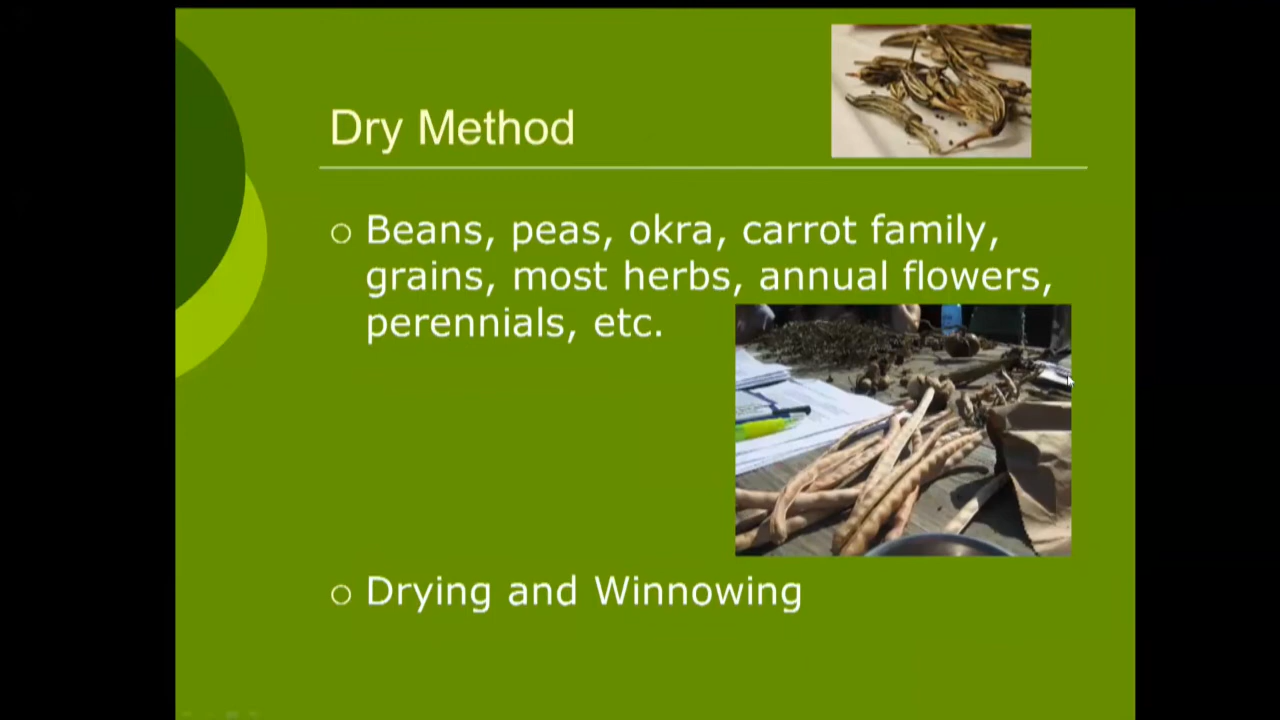 Dry Method
Beans, peas, okra, carrot family,
grains, most herbs, annual flowers,
perennials, etc.
Drying and Winnowing